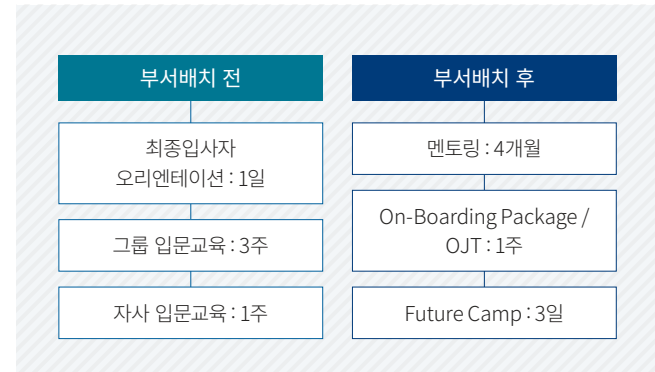 부서배치 전
최종입사자
오리엔테이션 : 1일
그룹 입문교육 : 3주
자사 입문교육 : 1주
부서배치 후
멘토링 : 4개월
On-Boarding Package /
OJT : 1주
Future Camp : 3일